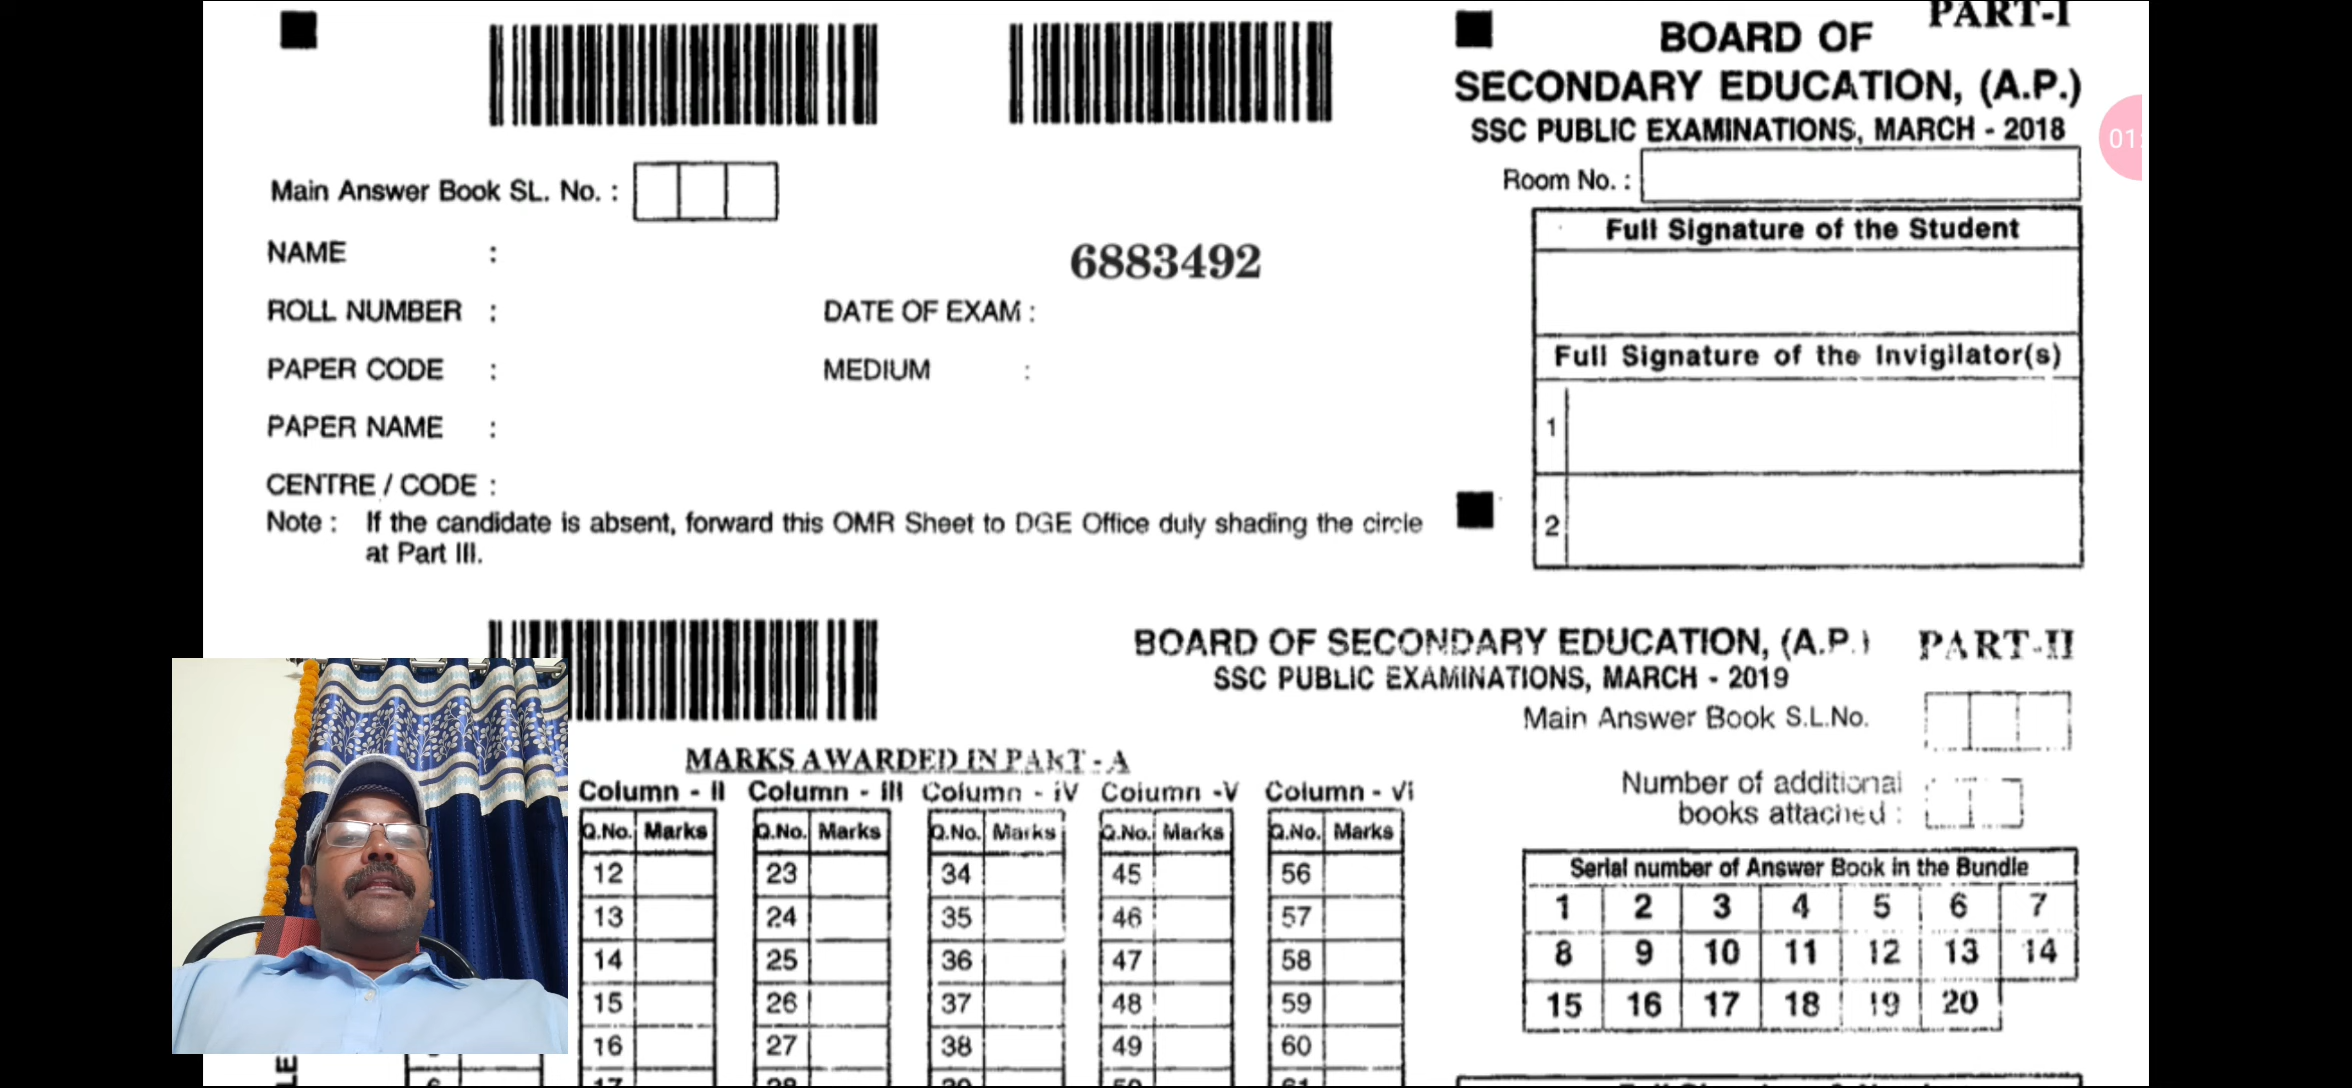 PART-I
BOARD OF
SECONDARY EDUCATION, (A.P.)
SSC PUBLIC EXAMINATIONS, MARCH - 2018
Room No. :
Full Signature of the Student
Full Signature of the Invigilator(s)
1
2
Main Answer Book SL. No. :
NAME :
6883492
ROLL NUMBER : DATE OF EXAM :
PAPER CODE : MEDIUM :
PAPER NAME :
CENTRE / CODE :
Note : If the candidate is absent, forward this OMR Sheet to DGE Office duly shading the circle
at Part III.
BOARD OF SECONDARY EDUCATION, (A.P.) PART-II
SSC PUBLIC EXAMINATIONS, MARCH - 2019
Main Answer Book S.L.No.
Number of additional
books attached :
MARKS AWARDED IN PART - A
Column - II Column - III Column - IV Column -V Column - VI
Q.No. Marks Q.No. Marks Q.No. Marks Q.No. Marks Q.No. Marks
12 23 34 45 56
13 24 35 46 57
14 25 36 47 58
15 26 37 48 59
16 27 38 49 60
17 28 39 50 61
Serial number of Answer Book in the Bundle
1 2 3 4 5 6 7
8 9 10 11 12 13 14
15 16 17 18 19 20